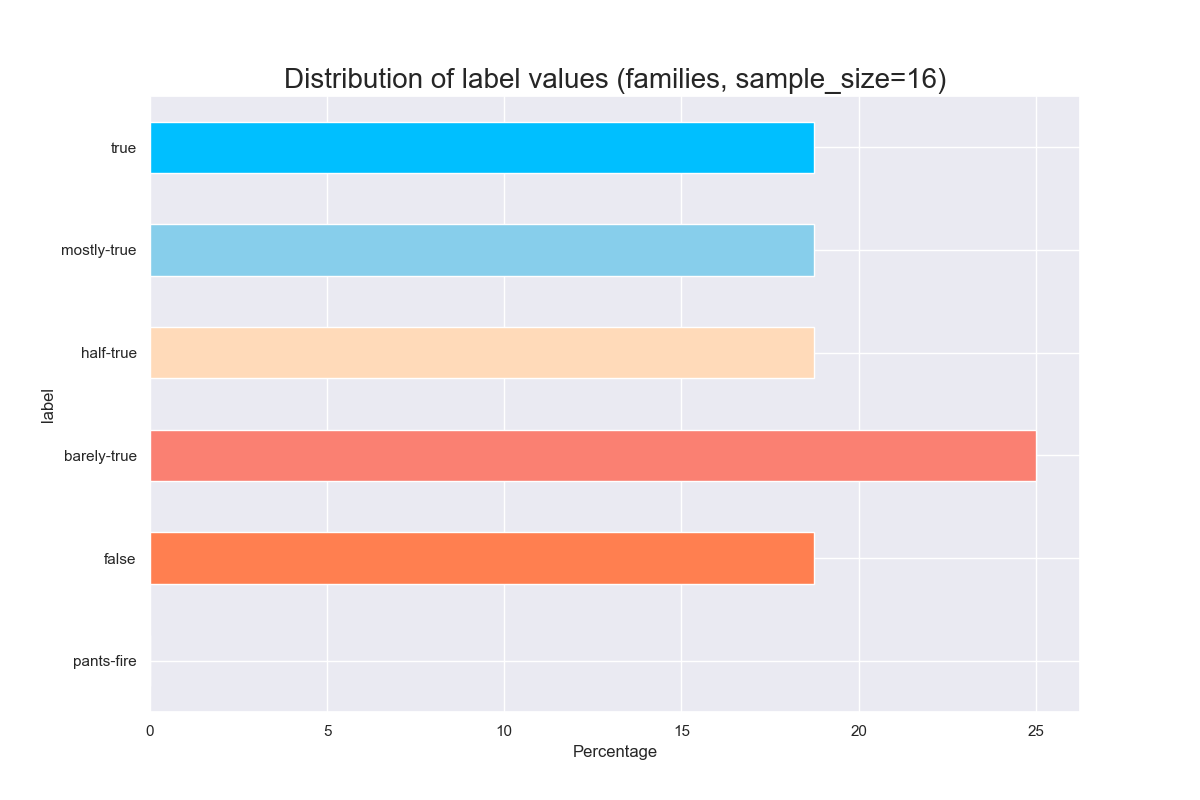 Distribution of label values (families, sample_size=16)
true
mostly-true
half-true
label
barely-true
false
pants-fire
0 5 10 15 20 25
Percentage